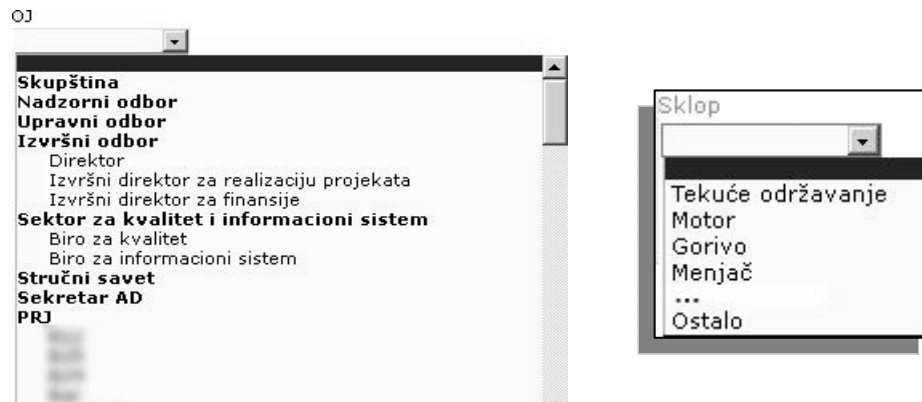 OJ
Skupština
Nadzorni odbor
Upravni odbor
Izvršni odbor
Direktor
Izvršni direktor za realizaciju projekata
Izvršni direktor za finansije
Sektor za kvalitet i informacioni sistem
Biro za kvalitet
Biro za informacioni sistem
Stručni savet
Sekretar AD
PRJ
Sklop
Tekuće održavanje
Motor
Gorivo
Menjač
...
Ostalo